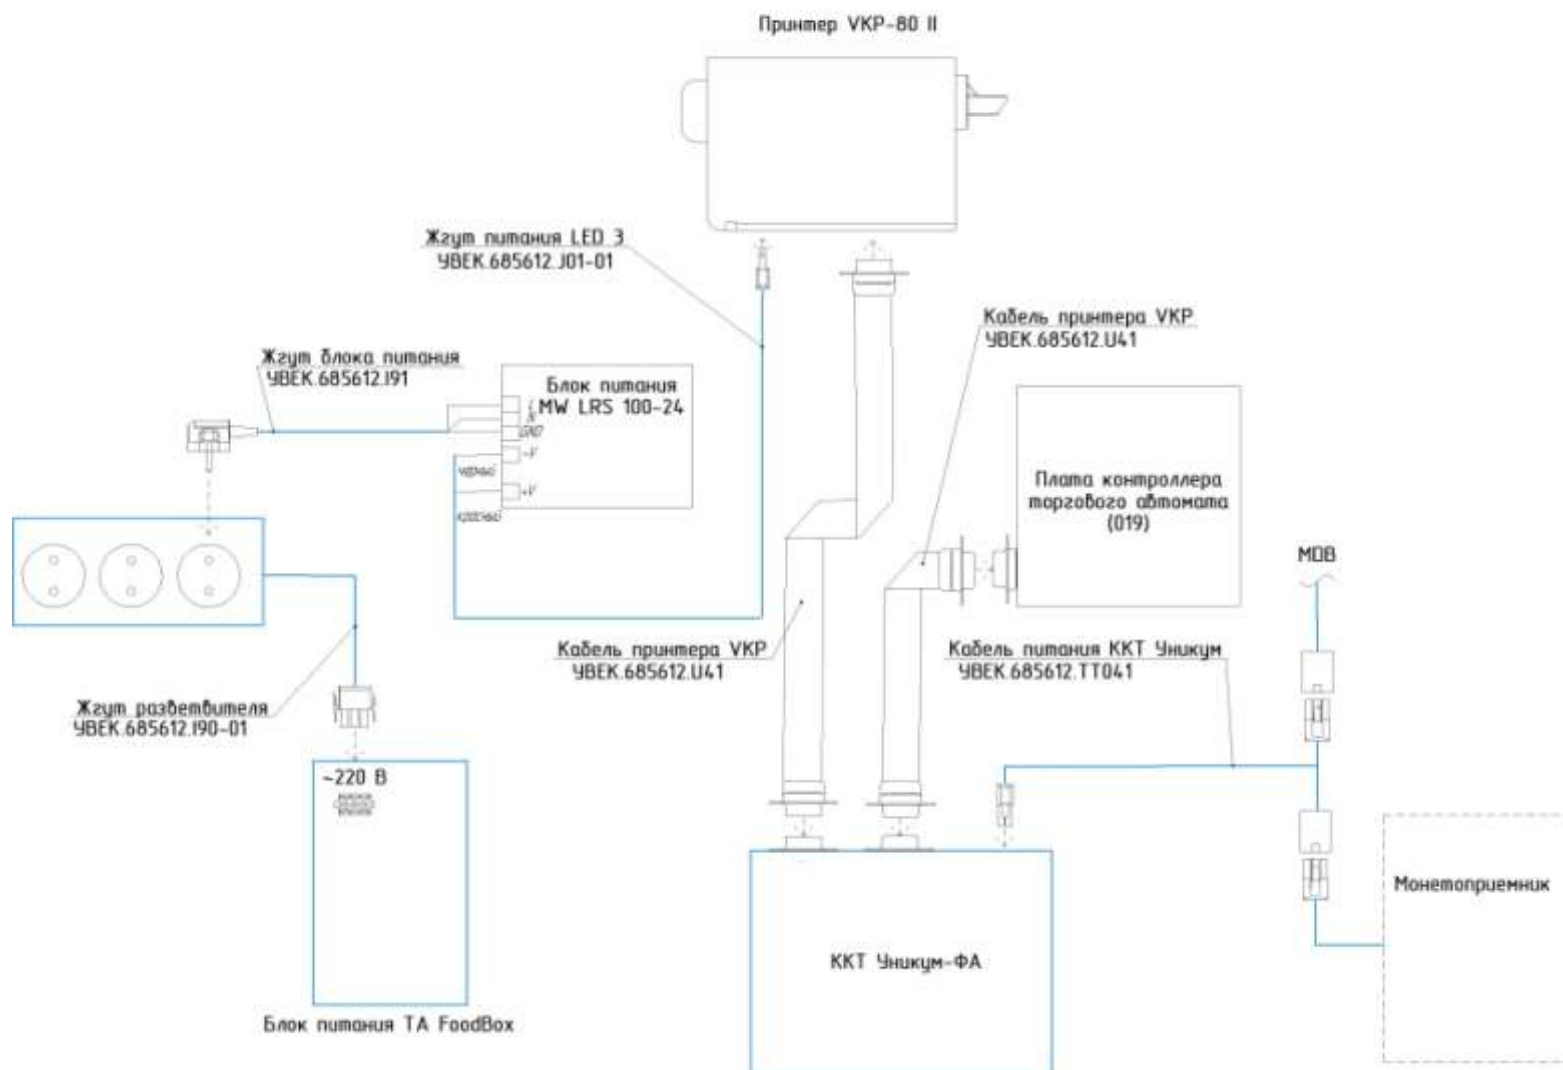 Принтер VKP-80 II
Жгут питания LED 3
УВЕК.685612.J01-01
Кабель принтера VKP
УВЕК.685612.U41
Жгут блока питания
УВЕК.685612.I91
Блок питания
MW LRS 100-24
L
N
GND
-V
+V
черный
красный
Плата контроллера
торгового автомата
(019)
MDB
Кабель принтера VKP
УВЕК.685612.U41
Кабель питания ККТ Уникум
УВЕК.685612.TT041
Жгут разветвителя
УВЕК.685612.I90-01
~220 В
Монетоприемник
ККТ Уникум-ФА
Блок питания ТА FoodBox